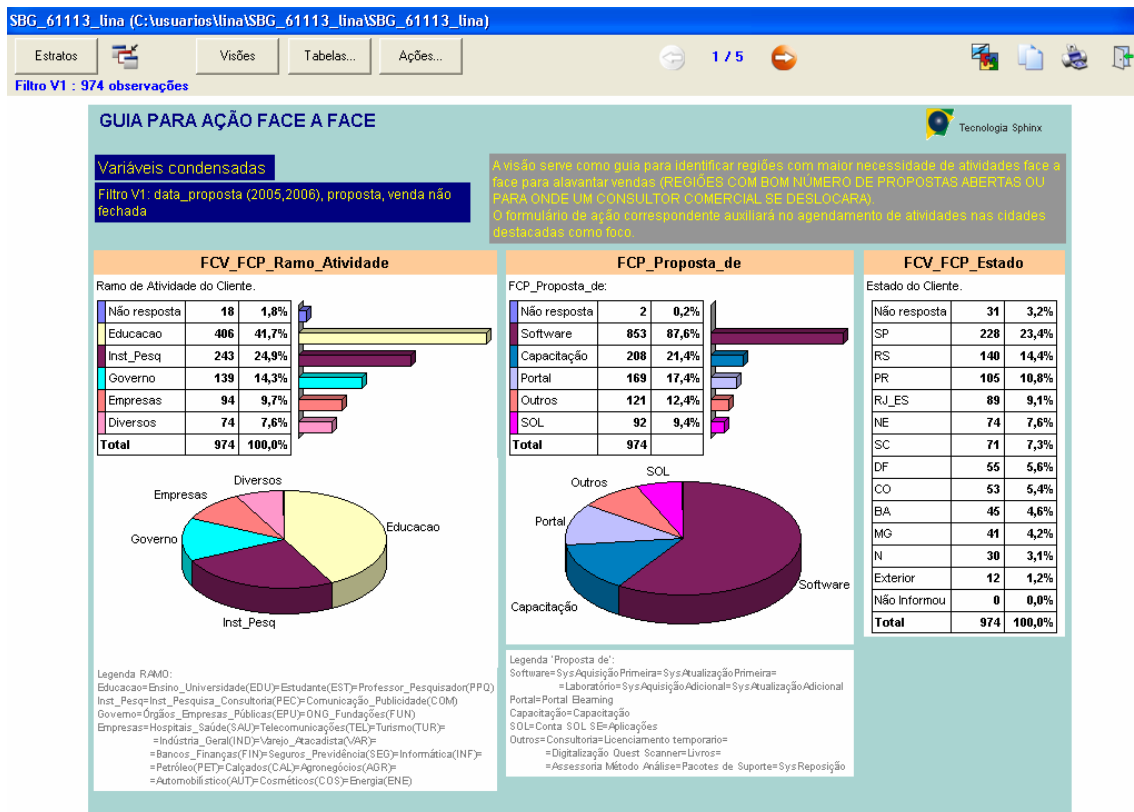 SBG_61113_lina (C:\usuarios\lina\SBG_61113_lina\SBG_61113_lina)
Estratos Visões Tabelas... Ações... 1 / 5
Filtro V1 : 974 observações
GUIA PARA AÇÃO FACE A FACE
Tecnologia Sphinx
Variáveis condensadas
Filtro V1: data_proposta (2005,2006), proposta, venda não
fechada
A visão serve como guia para identificar regiões com maior necessidade de atividades face a
face para alavantar vendas (REGIÕES COM BOM NÚMERO DE PROPOSTAS ABERTAS OU
PARA ONDE UM CONSULTOR COMERCIAL SE DESLOCARA).
O formulário de ação correspondente auxiliará no agendamento de atividades nas cidades
destacadas como foco.
FCV_FCP_Ramo_Atividade
Ramo de Atividade do Cliente.
Não resposta 18 1,8%
Educacao 406 41,7%
Inst_Pesq 243 24,9%
Governo 139 14,3%
Empresas 94 9,7%
Diversos 74 7,6%
Total 974 100,0%
Diversos
Empresas
Educacao
Governo
Inst_Pesq
Legenda RAMO:
Educacao=Ensino_Universidade(EDU)=Estudante(EST)=Professor_Pesquisador(PPQ)
Inst_Pesq=Inst_Pesquisa_Consultoria(PEC)=Comunicação_Publicidade(COM)
Governo=Órgãos_Empresas_Públicas(EPU)=ONG_Fundações(FUN)
Empresas=Hospitais_Saúde(SAU)=Telecomunicações(TEL)=Turismo(TUR)=
=Indústria_Geral(IND)=Varejo_Atacadista(VAR)=
=Bancos_Finanças(FIN)=Seguros_Previdência(SEG)=Informática(INF)=
=Petróleo(PET)=Calçados(CAL)=Agronegócios(AGR)=
=Automobilístico(AUT)=Cosméticos(COS)=Energia(ENE)
FCP_Proposta_de
FCP_Proposta_de:
Não resposta 2 0,2%
Software 853 87,6%
Capacitação 208 21,4%
Portal 169 17,4%
Outros 121 12,4%
SOL 92 9,4%
Total 974
SOL
Outros
Portal
Software
Capacitação
Legenda 'Proposta de':
Software=SysAquisiçãoPrimeira=SysAtualizaçãoPrimeira=
=Laboratório=SysAquisiçãoAdicional=SysAtualizaçãoAdicional
Portal=Portal Elearning
Capacitação=Capacitação
SOL=Conta SOL SE=Aplicações
Outros=Consultoria=Licenciamento temporario=
=Digitalização Quest Scanner=Livros=
=Assessoria Método Análise=Pacotes de Suporte=SysReposição
FCV_FCP_Estado
Estado do Cliente.
Não resposta 31 3,2%
SP 228 23,4%
RS 140 14,4%
PR 105 10,8%
RJ_ES 89 9,1%
NE 74 7,6%
SC 71 7,3%
DF 55 5,6%
CO 53 5,4%
BA 45 4,6%
MG 41 4,2%
N 30 3,1%
Exterior 12 1,2%
Não Informou 0 0,0%
Total 974 100,0%